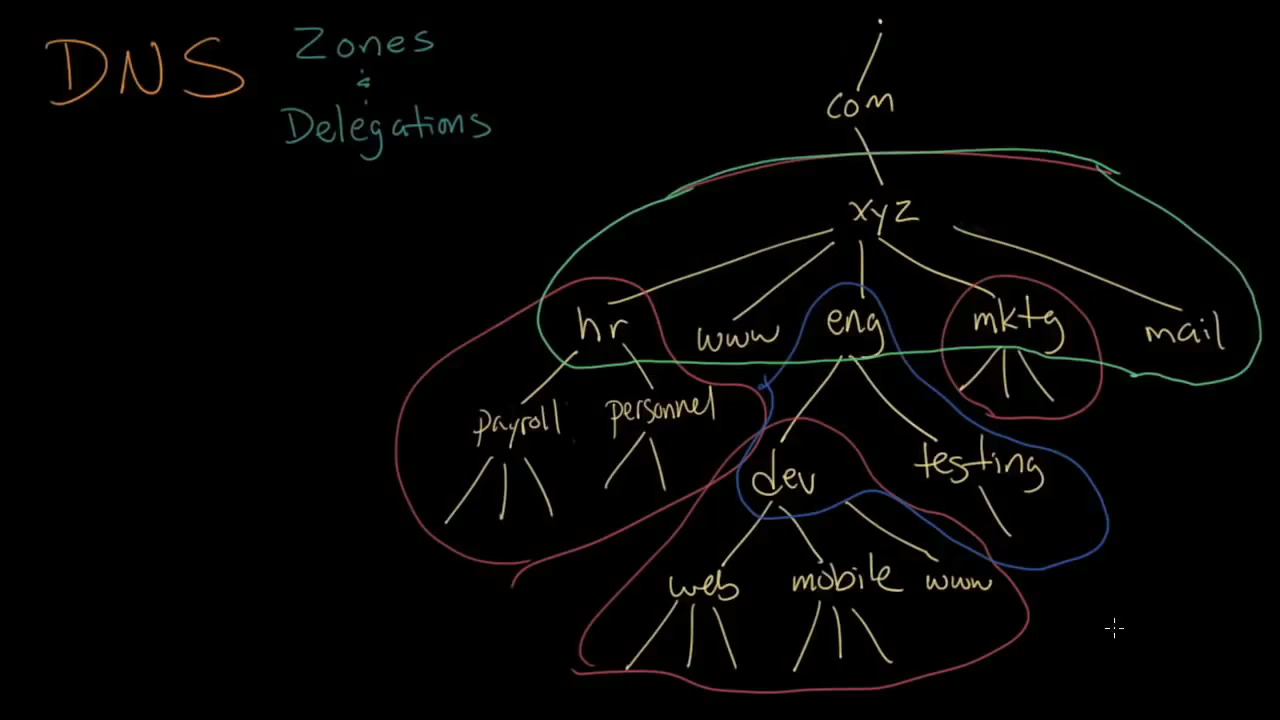 DNS
Zones
&
Delegations
.
com
xyz
hr www eng mktg mail
payroll personnel
dev testing
web mobile www